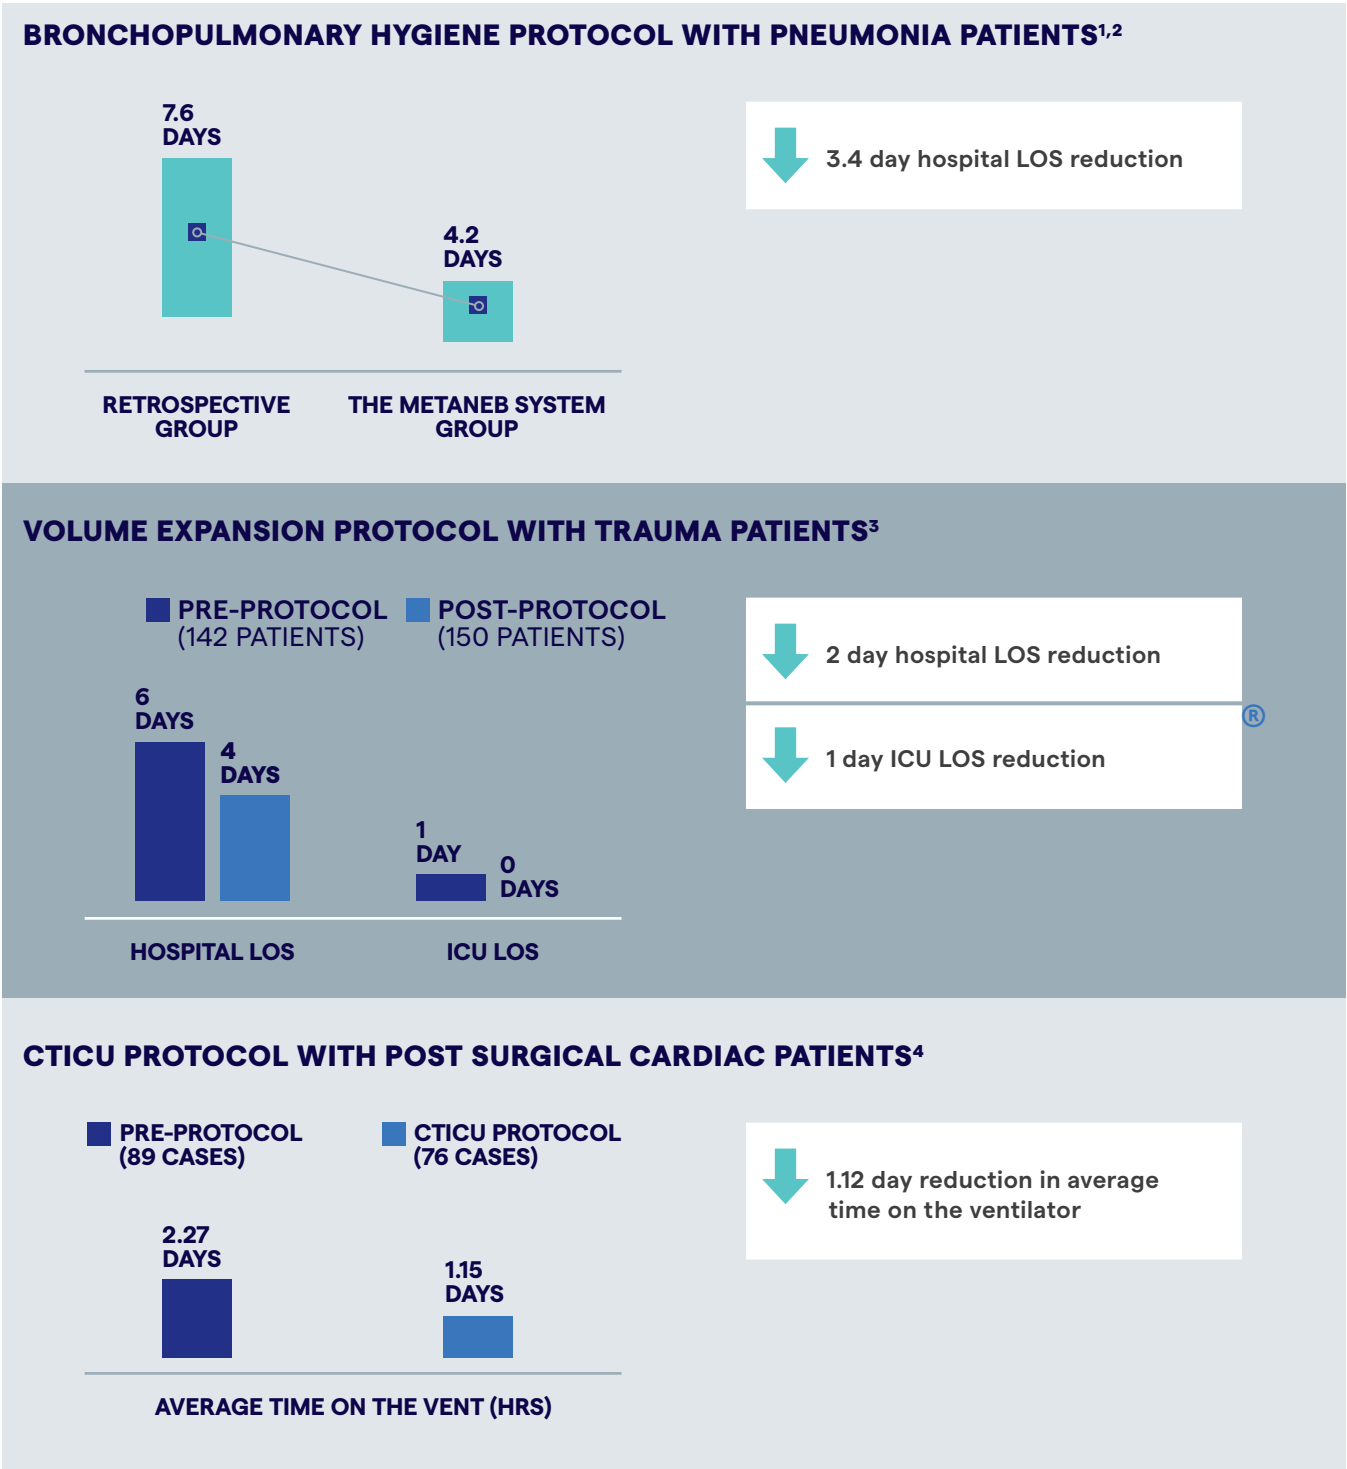 BRONCHOPULMONARY HYGIENE PROTOCOL WITH PNEUMONIA PATIENTS1,2
7.6
DAYS
4.2
DAYS
RETROSPECTIVE
GROUP
THE METANEB SYSTEM
GROUP
3.4 day hospital LOS reduction
VOLUME EXPANSION PROTOCOL WITH TRAUMA PATIENTS3
PRE-PROTOCOL
(142 PATIENTS)
POST-PROTOCOL
(150 PATIENTS)
6
DAYS
4
DAYS
1
DAY
0
DAYS
HOSPITAL LOS
ICU LOS
2 day hospital LOS reduction
®
1 day ICU LOS reduction
CTICU PROTOCOL WITH POST SURGICAL CARDIAC PATIENTS4
PRE-PROTOCOL
(89 CASES)
CTICU PROTOCOL
(76 CASES)
2.27
DAYS
1.15
DAYS
AVERAGE TIME ON THE VENT (HRS)
1.12 day reduction in average
time on the ventilator